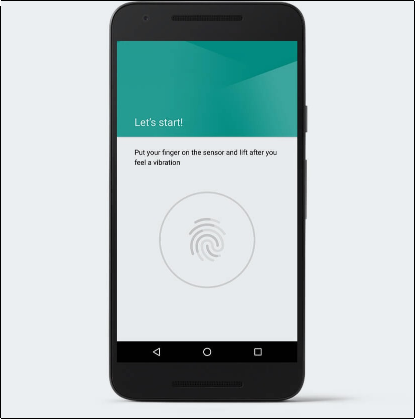 Let's start!
Put your finger on the sensor and lift after you
feel a vibration